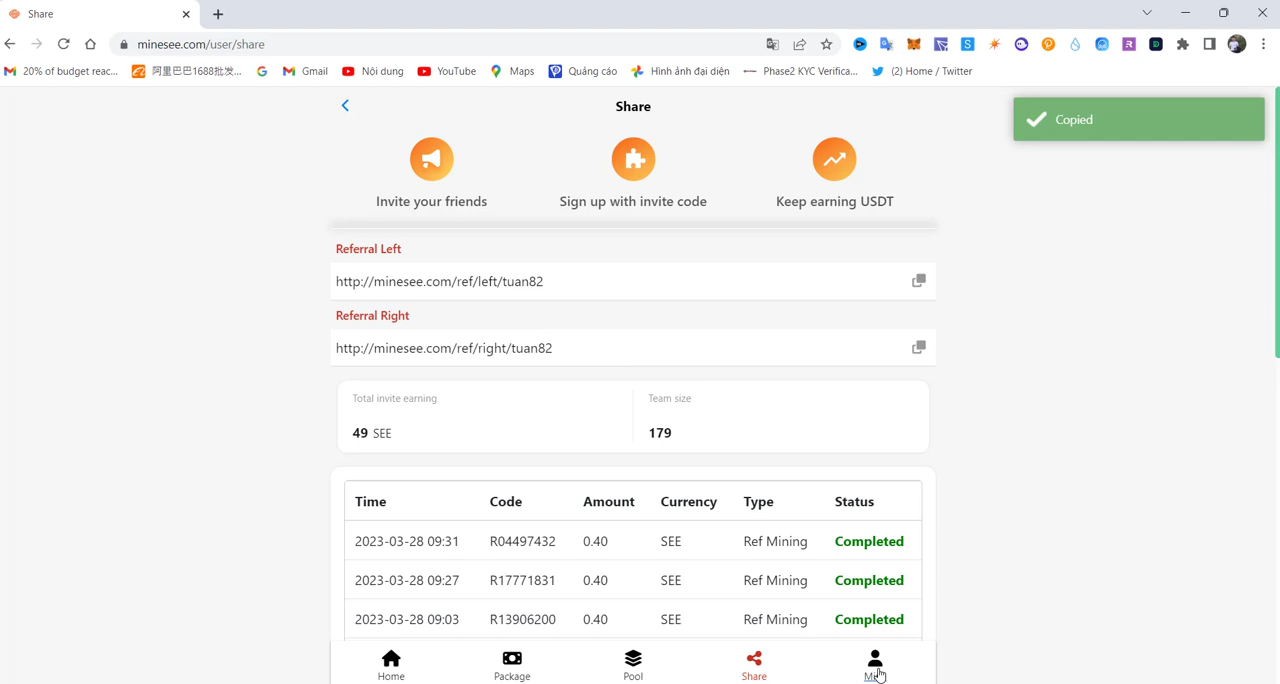 Share
minesee.com/user/share
20% of budget reac... 阿里巴巴1688批发... Gmail Nội dung YouTube Maps Quảng cáo Hình ảnh đại diện Phase2 KYC Verifica... (2) Home / Twitter
Share
Copied
Invite your friends Sign up with invite code Keep earning USDT
Referral Left
http://minesee.com/ref/left/tuan82
Referral Right
http://minesee.com/ref/right/tuan82
Total invite earning Team size
49 SEE 179
Time Code Amount Currency Type Status
2023-03-28 09:31 R04497432 0.40 SEE Ref Mining Completed
2023-03-28 09:27 R17771831 0.40 SEE Ref Mining Completed
2023-03-28 09:03 R13906200 0.40 SEE Ref Mining Completed
Home Package Pool Share